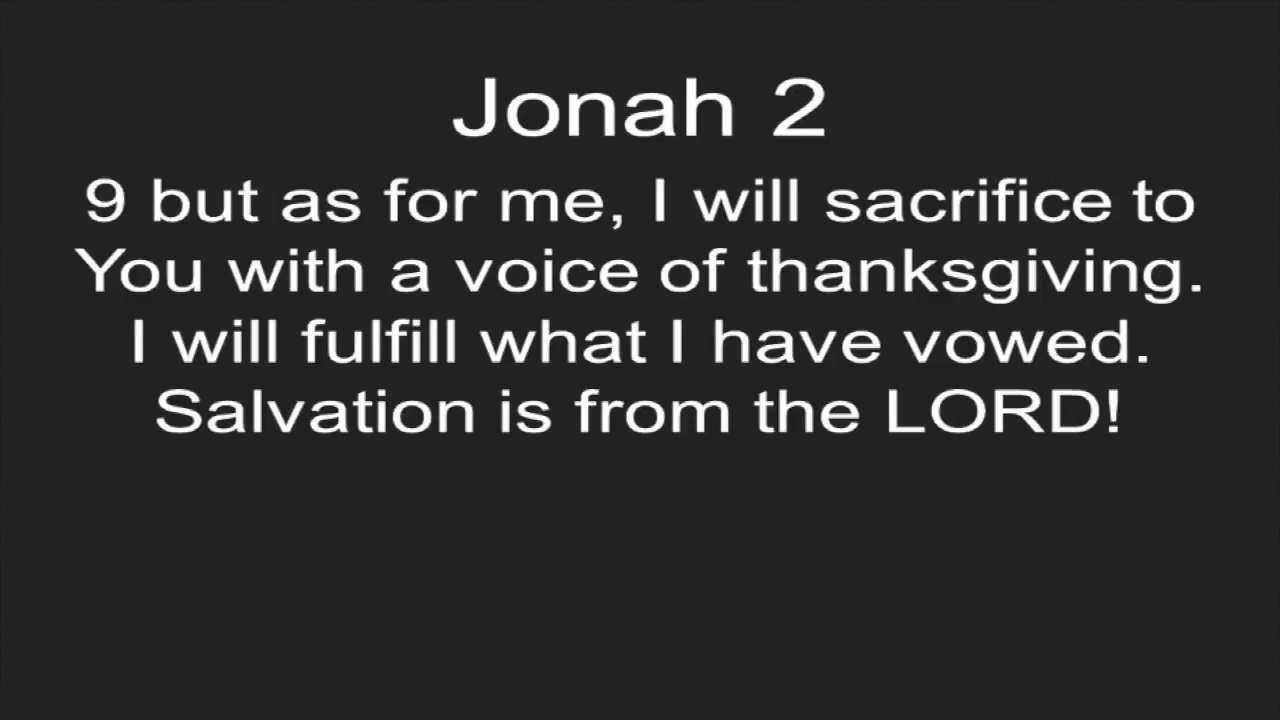 Jonah 2
9 but as for me, I will sacrifice to
You with a voice of thanksgiving.
I will fulfill what I have vowed.
Salvation is from the LORD!